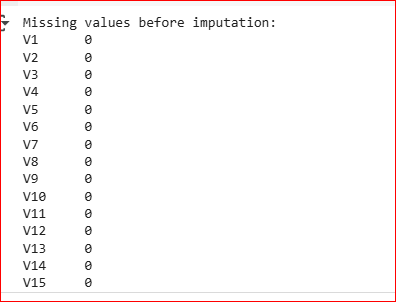 Missing values before imputation:
V1 0
V2 0
V3 0
V4 0
V5 0
V6 0
V7 0
V8 0
V9 0
V10 0
V11 0
V12 0
V13 0
V14 0
V15 0